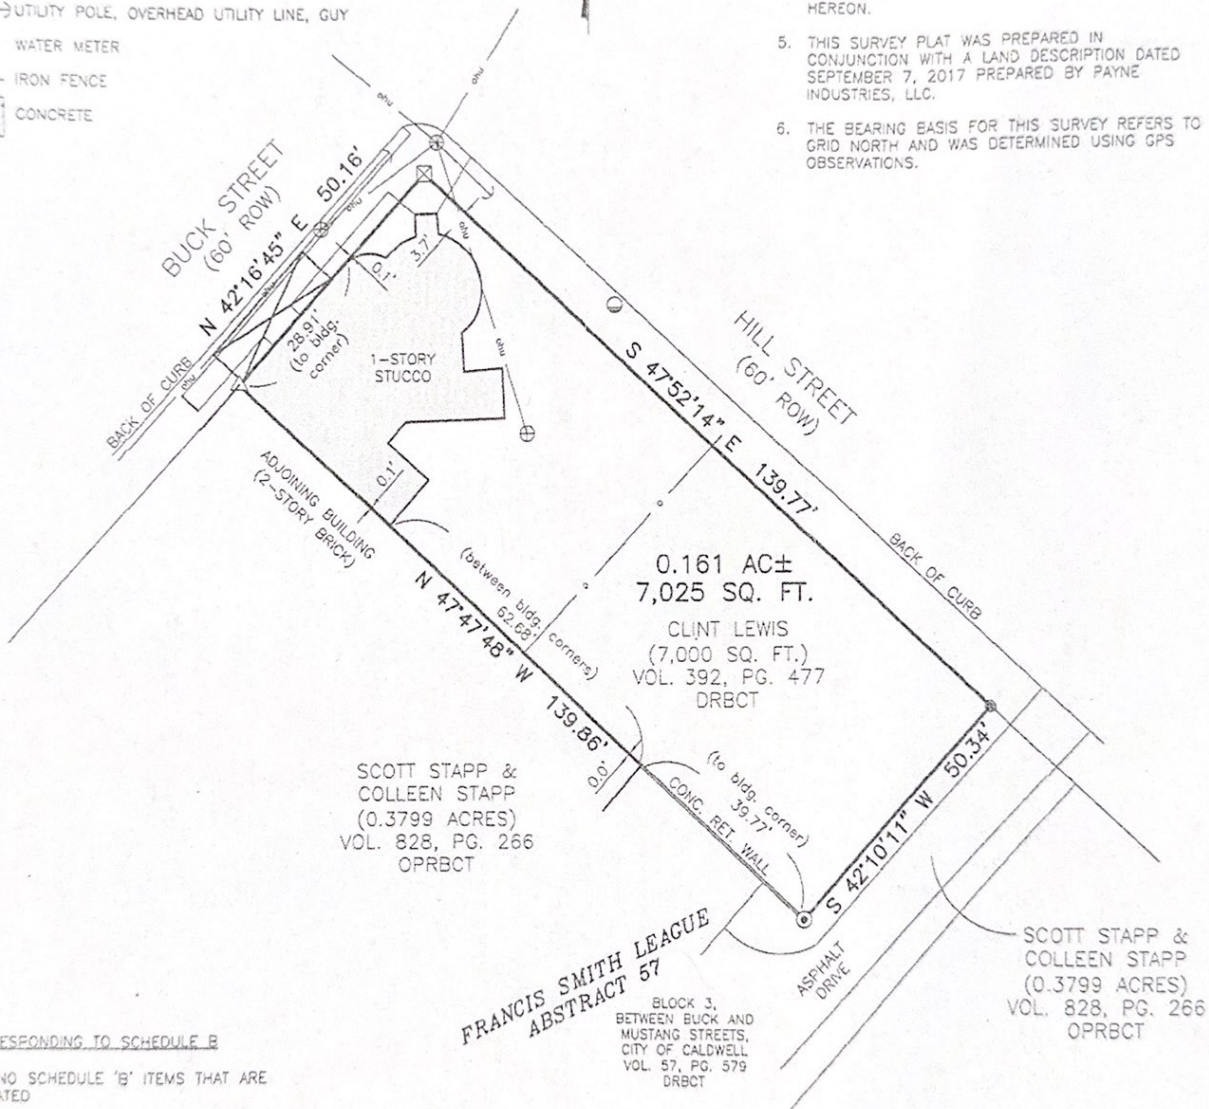 UTILITY POLE, OVERHEAD UTILITY LINE, GUY
WATER METER
IRON FENCE
CONCRETE
HEREON.
5. THIS SURVEY PLAT WAS PREPARED IN
CONJUNCTION WITH A LAND DESCRIPTION DATED
SEPTEMBER 7, 2017 PREPARED BY PAYNE
INDUSTRIES, LLC.
6. THE BEARING BASIS FOR THIS SURVEY REFERS TO
GRID NORTH AND WAS DETERMINED USING GPS
OBSERVATIONS.
ohu
ohu
BUCK STREET
(60' ROW)
N 42°16'45" E 50.16'
ohu
ohu
ohu
ohu
ohu
BACK OF CURB
0.1'
3.7'
28.91'
(to bldg.
corner)
1-STORY
STUCCO
0.1'
HILL STREET
(60' ROW)
S 47°52'14" E 139.77'
BACK OF CURB
ADJOINING BUILDING
(2-STORY BRICK)
(between bldg. corners)
62.68'
N 47°47'48" W 139.86'
0.161 AC±
7,025 SQ. FT.
CLINT LEWIS
(7,000 SQ. FT.)
VOL. 392, PG. 477
DRBCT
0.0'
(to bldg. corner)
39.77'
CONC. RET. WALL
S 42°10'11" W 50.34'
SCOTT STAPP &
COLLEEN STAPP
(0.3799 ACRES)
VOL. 828, PG. 266
OPRBCT
FRANCIS SMITH LEAGUE
ABSTRACT 57
ASPHALT
DRIVE
BLOCK 3,
BETWEEN BUCK AND
MUSTANG STREETS,
CITY OF CALDWELL
VOL. 57, PG. 579
DRBCT
SCOTT STAPP &
COLLEEN STAPP
(0.3799 ACRES)
VOL. 828, PG. 266
OPRBCT
ESPONDING TO SCHEDULE B
NO SCHEDULE 'B' ITEMS THAT ARE
ATED